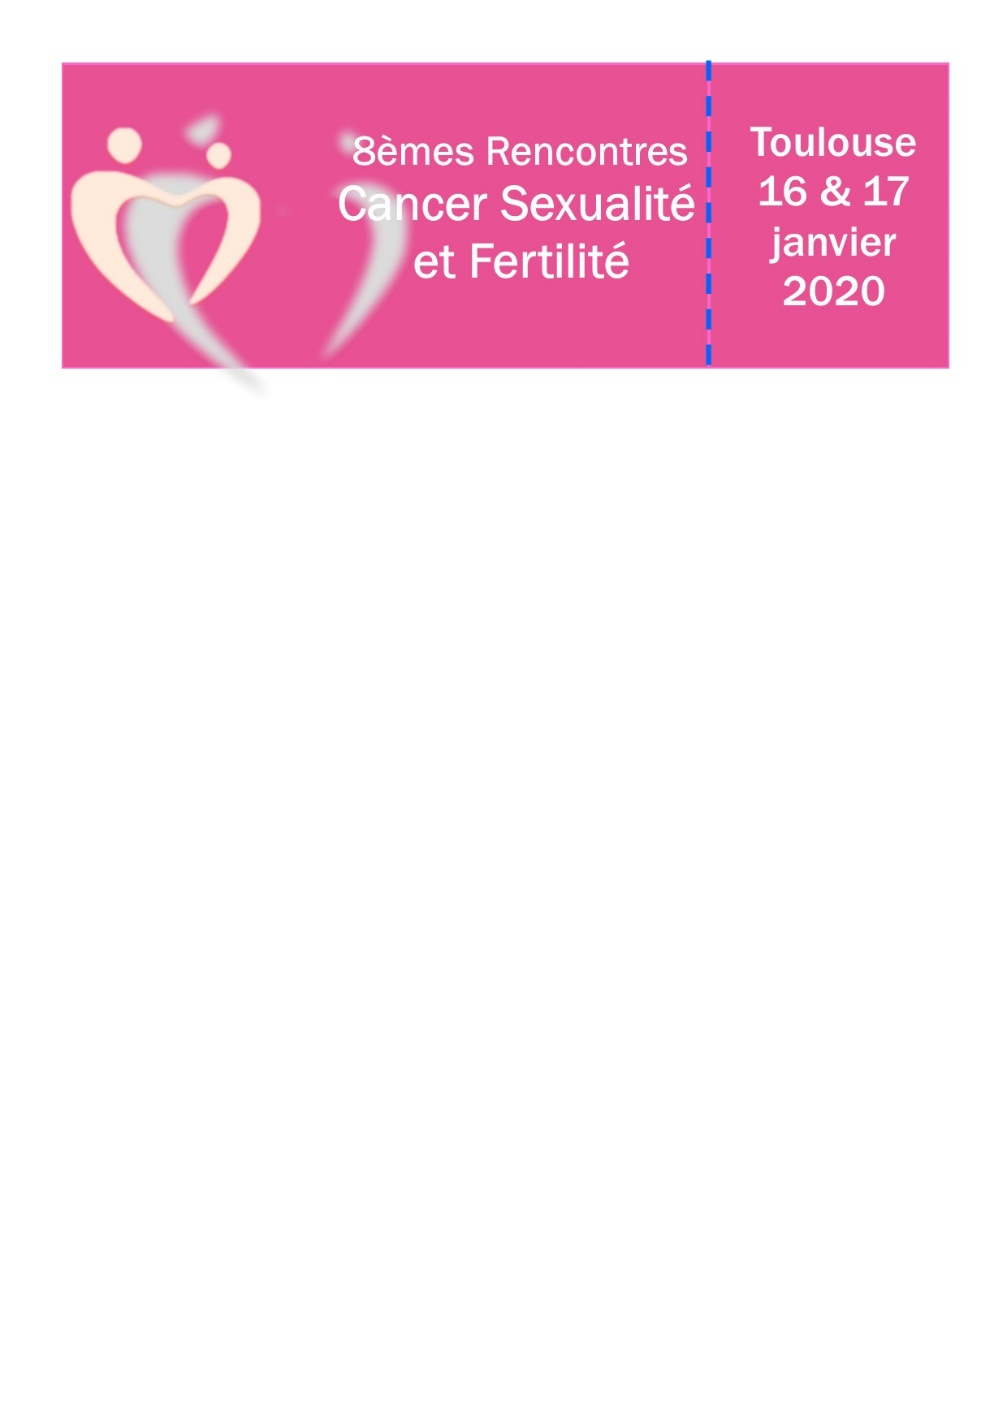 8èmes Rencontres
Cancer Sexualité
et Fertilité
Toulouse
16 & 17
janvier
2020